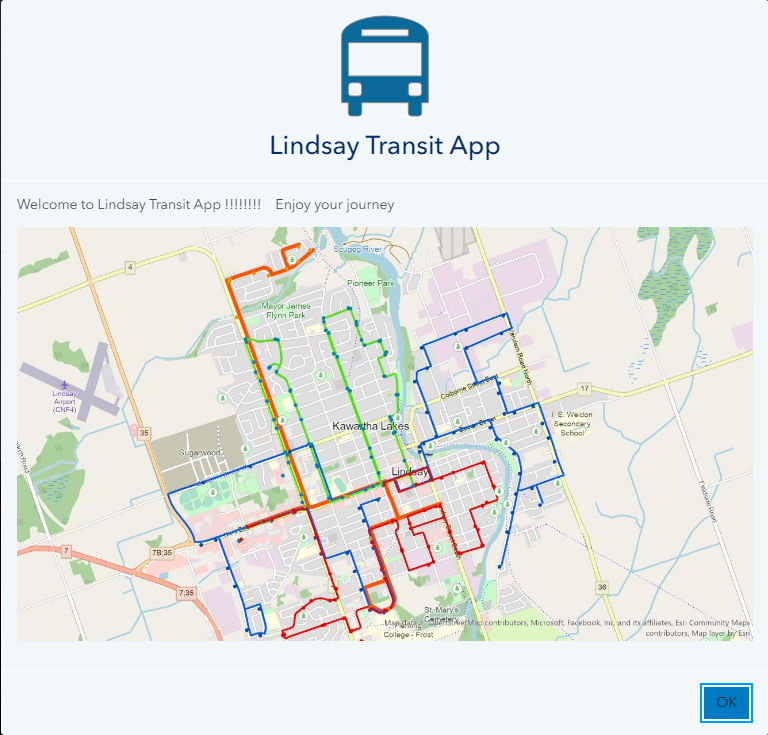 Lindsay Transit App
Welcome to Lindsay Transit App !!!!!!!! Enjoy your journey
Scugog River
4
Pioneer Park
Mayor James
Flynn Park
Lindsay
Airport
(CNF4)
Colborne Street East
17
I. E. Weldon
Secondary
School
Kawartha Lakes
35
Sugarwood
Lindsay
7
7B;35
7;35
36
St. Mary's
Cemetery
Map data © OpenStreetMap contributors, Microsoft, Facebook, Inc. and its affiliates, Esri Community Maps
contributors, Map layer by Esri
College - Frost
OK